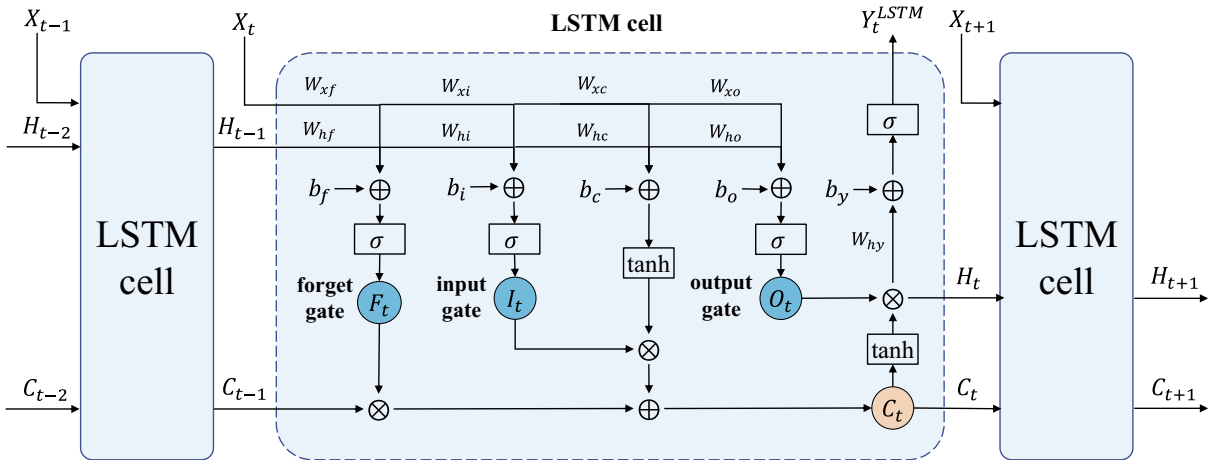 X_{t-1}
X_t
LSTM cell
Y_t^{LSTM}
X_{t+1}
W_{xf}
W_{xi}
W_{xc}
W_{xo}
σ
H_{t-2}
H_{t-1}
W_{hf}
W_{hi}
W_{hc}
W_{ho}
b_f
b_i
b_c
b_o
b_y
LSTM
cell
LSTM
cell
σ
σ
tanh
σ
W_{hy}
forget
gate
F_t
input
gate
I_t
output
gate
O_t
H_t
H_{t+1}
tanh
C_{t-2}
C_{t-1}
C_t
C_t
C_{t+1}